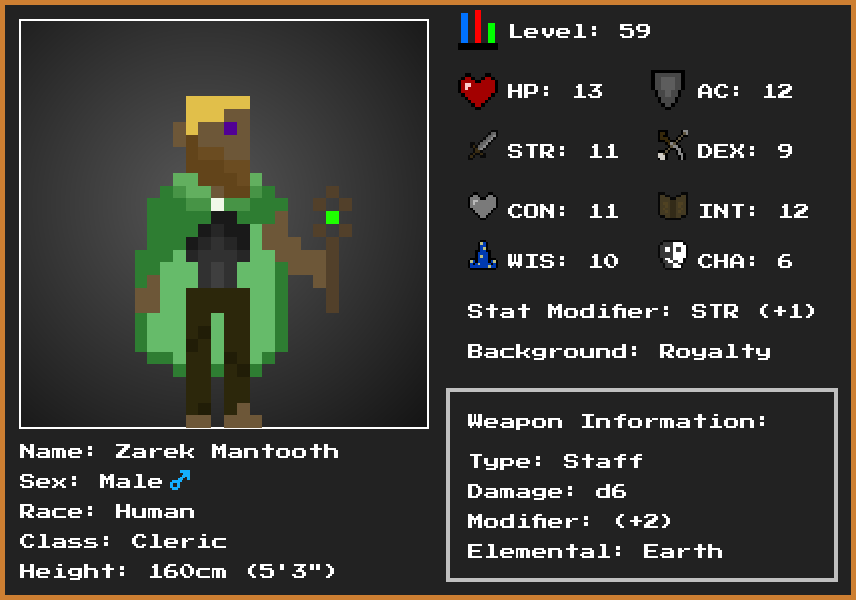 Level: 59
HP: 13
AC: 12
STR: 11
DEX: 9
CON: 11
INT: 12
WIS: 10
CHA: 6
Stat Modifier: STR (+1)
Background: Royalty
Weapon Information:
Type: Staff
Damage: d6
Modifier: (+2)
Elemental: Earth
Name: Zarek Mantooth
Sex: Male♂
Race: Human
Class: Cleric
Height: 160cm (5'3")